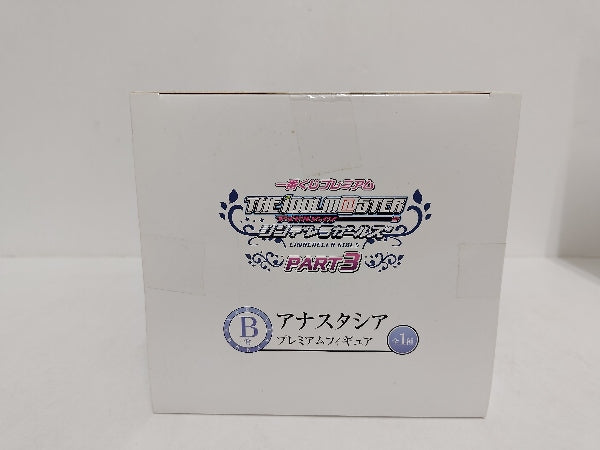 一番くじプレミアム
THE iDOLM@STER
シンデレラガールズ
CINDERELLA GIRLS
PART3
B賞
アナスタシア
プレミアムフィギュア
全1種